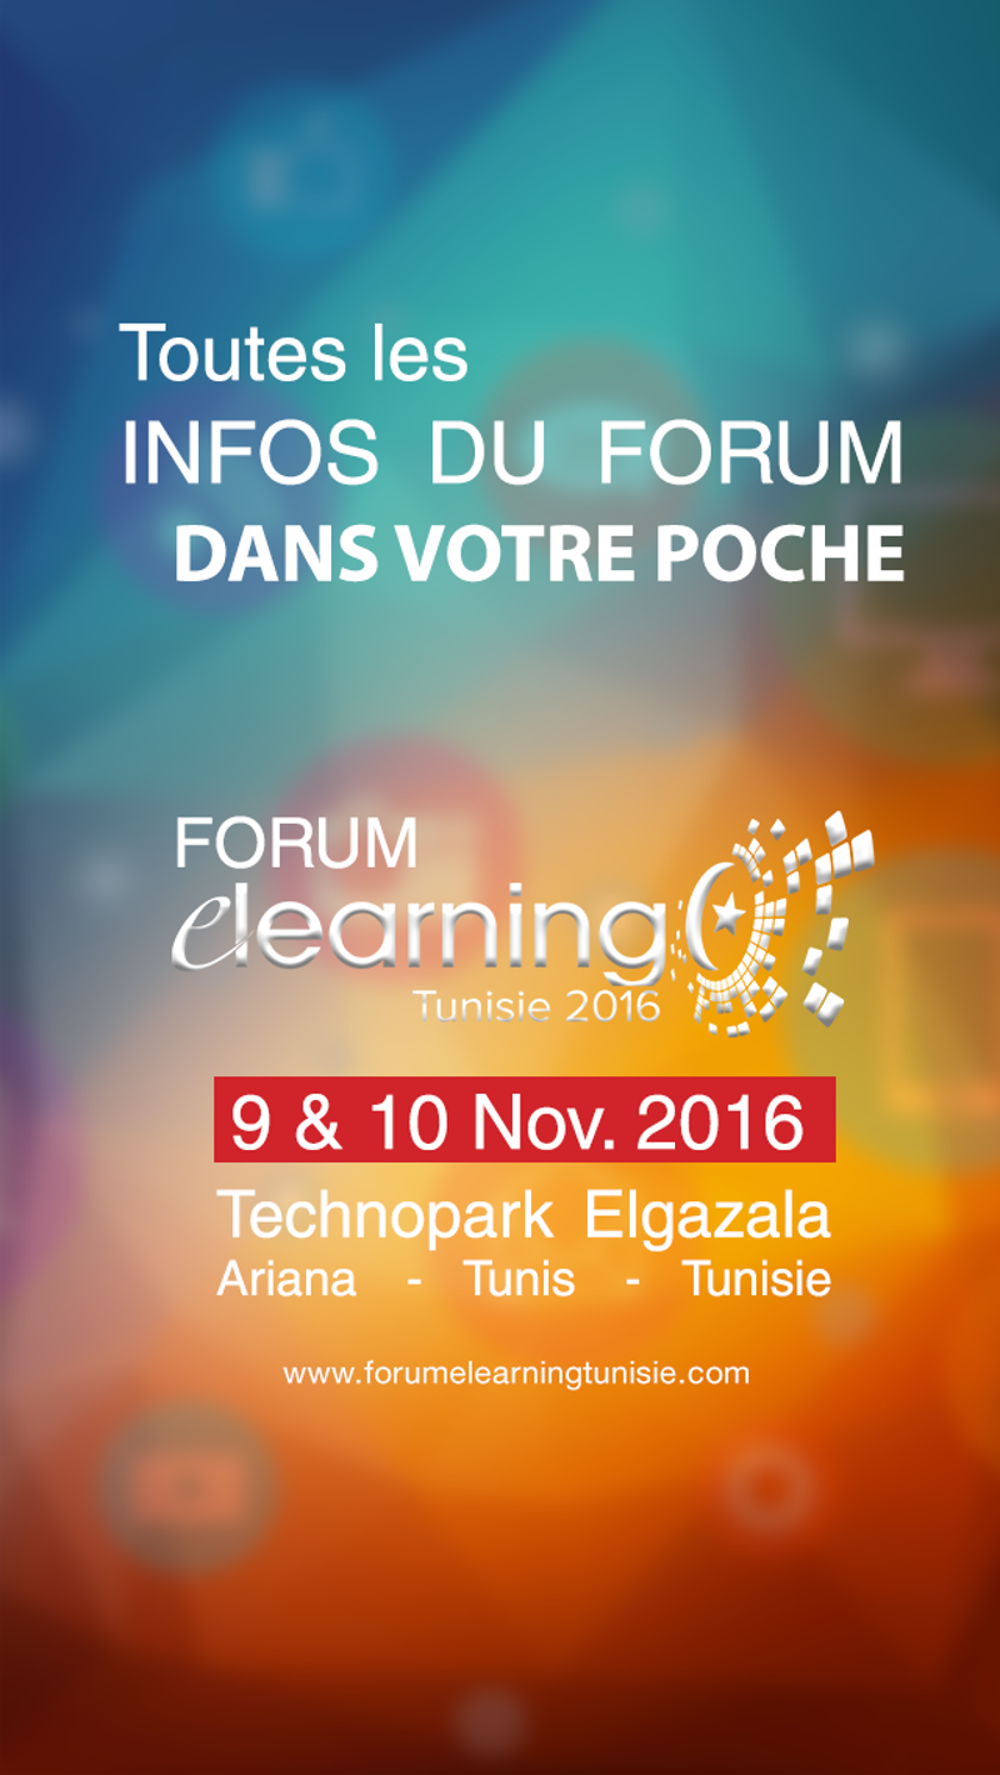 Toutes les
INFOS DU FORUM
DANS VOTRE POCHE
FORUM
elearning
Tunisie 2016
9 & 10 Nov. 2016
Technopark Elgazala
Ariana - Tunis - Tunisie
www.forumelearningtunisie.com